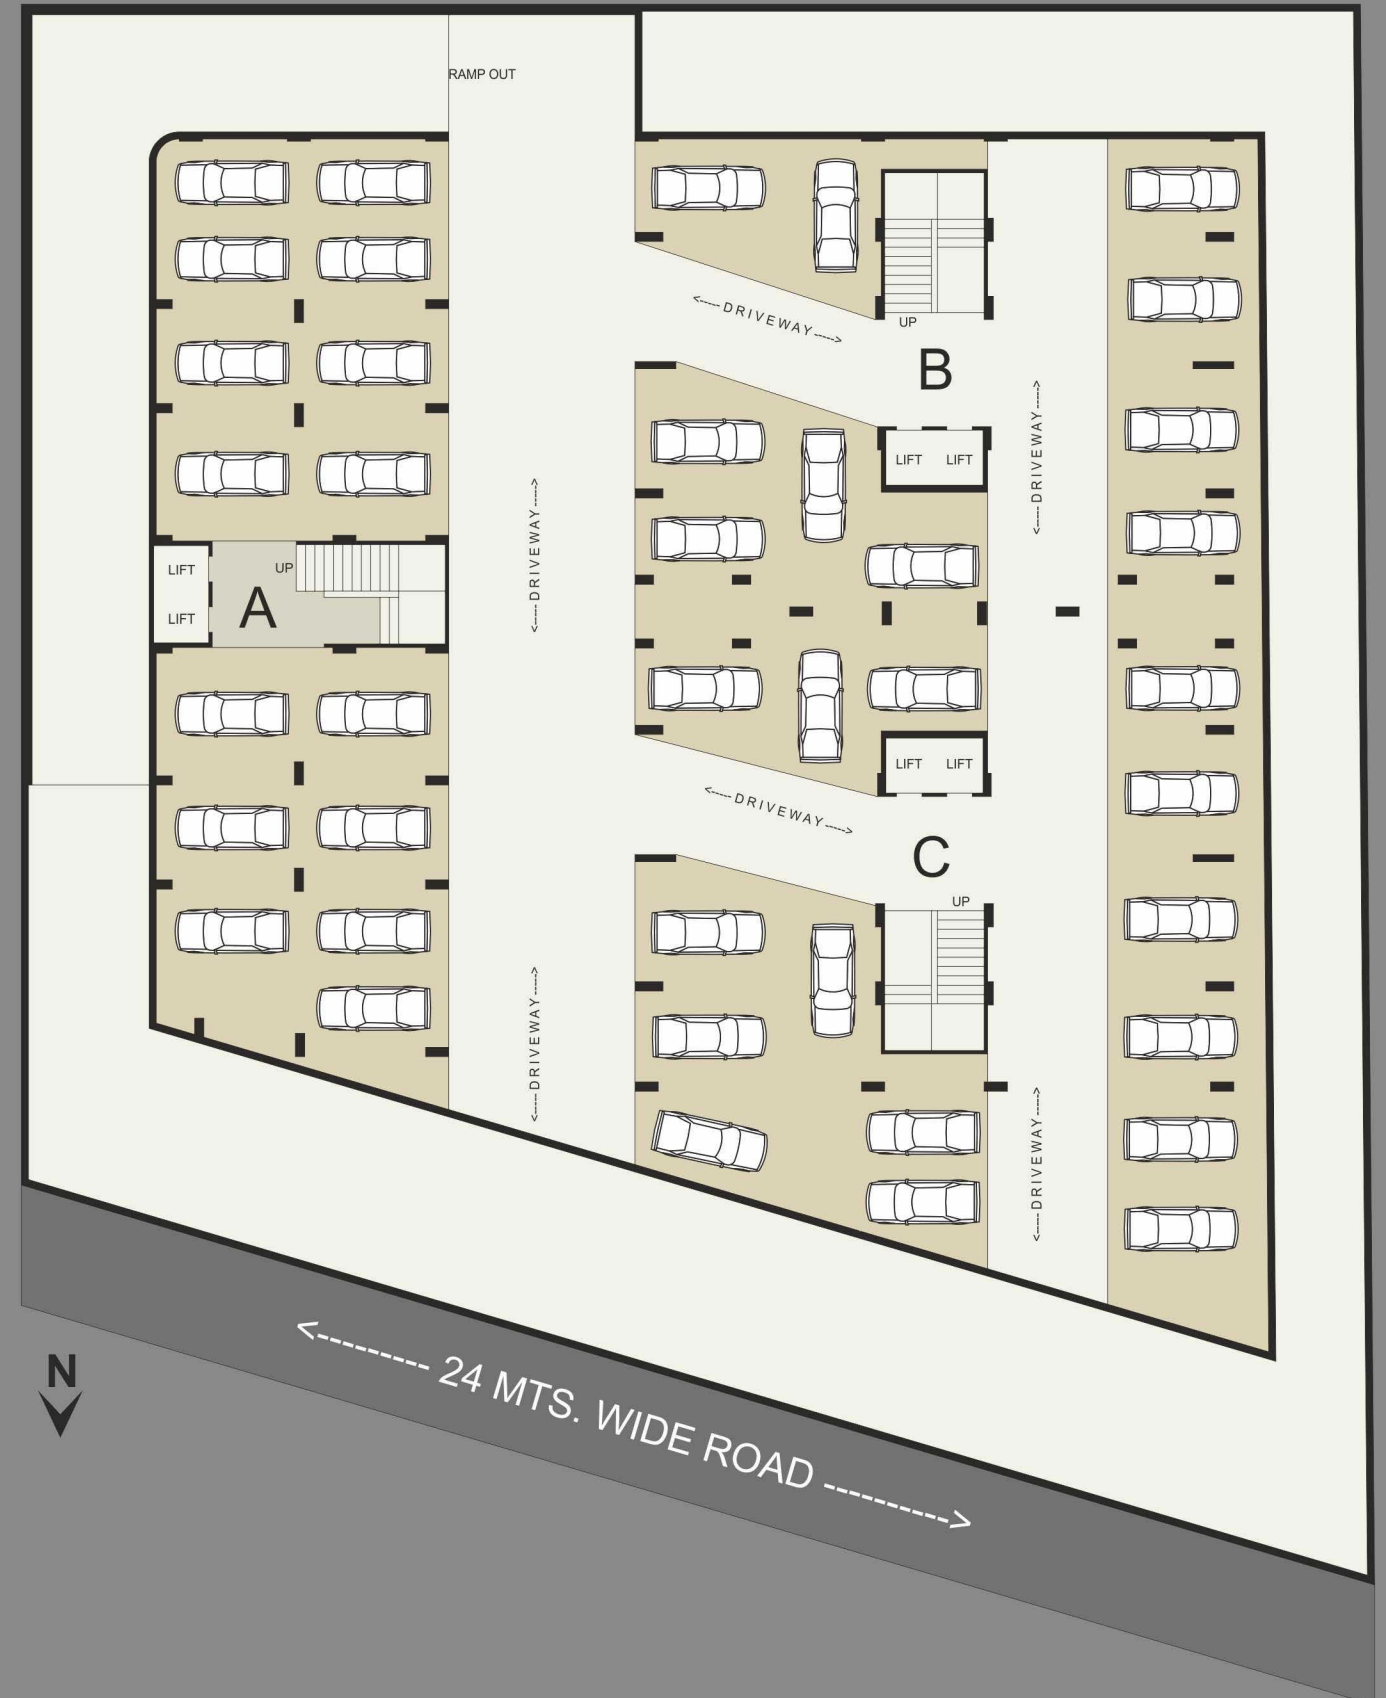 RAMP OUT
<-----DRIVEWAY----->
UP
B
<-----DRIVEWAY----->
LIFT LIFT
<-----DRIVEWAY----->
LIFT
UP
A
LIFT
LIFT LIFT
<-----DRIVEWAY----->
C
UP
<-----DRIVEWAY----->
<-----DRIVEWAY----->
N
<-------- 24 MTS. WIDE ROAD -------->